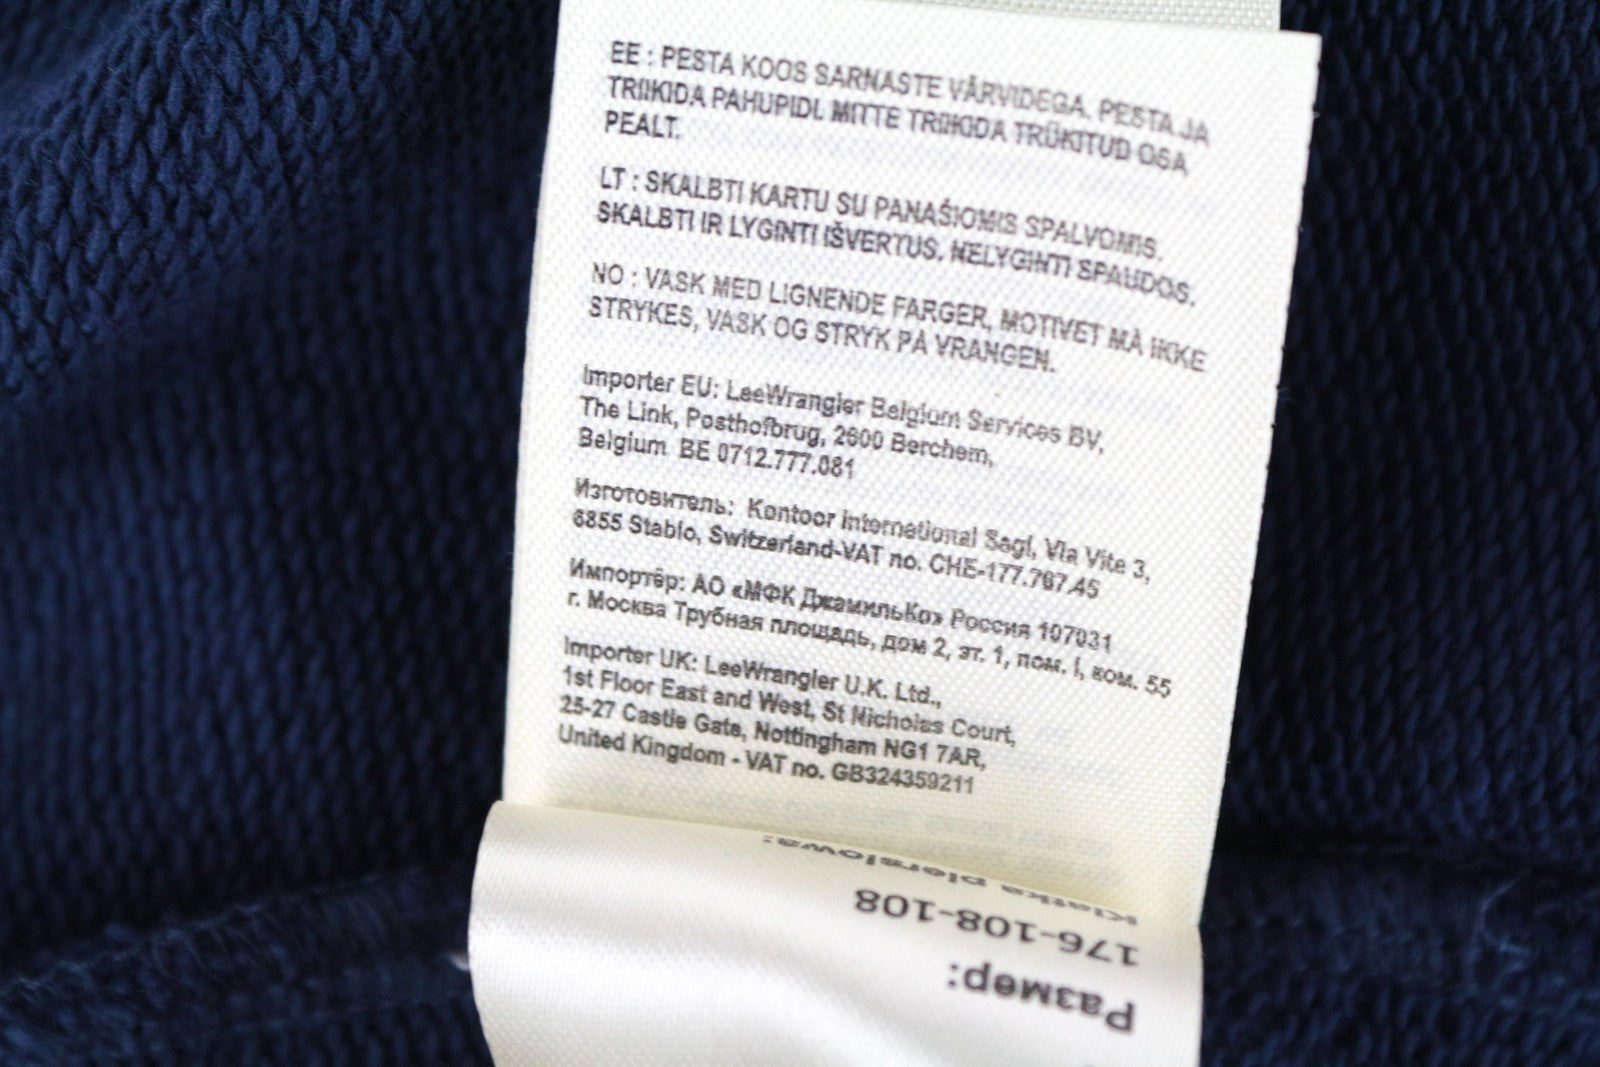 EE : PESTA KOOS SARNASTE VÄRVIDEGA. PESTA JA
TRIIKIDA PAHUPIDI. MITTE TRIIKIDA TRÜKITUD OSA
PEALT.
LT : SKALBTI KARTU SU PANAŠIOMIS SPALVOMIS.
SKALBTI IR LYGINTI IŠVERTUS. NELYGINTI SPAUDOS.
NO : VASK MED LIGNENDE FARGER, MOTIVET MÅ IKKE
STRYKES, VASK OG STRYK PÅ VRANGEN.
Importer EU: LeeWrangler Belgium Services BV,
The Link, Posthofbrug, 2600 Berchem,
Belgium BE 0712.777.081
Изготовитель: Kontoor International Sagl, Via Vite 3,
6855 Stabio, Switzerland-VAT no. CHE-177.767.45
Импортёр: АО «МФК ДжамильКо» Россия 107031
г. Москва Трубная площадь, дом 2, эт. 1, пом. I, ком. 55
Importer UK: LeeWrangler U.K. Ltd.,
1st Floor East and West, St Nicholas Court,
25-27 Castle Gate, Nottingham NG1 7AR,
United Kingdom - VAT no. GB324359211
Размер:
176-108-108
Klatka piersiowa: